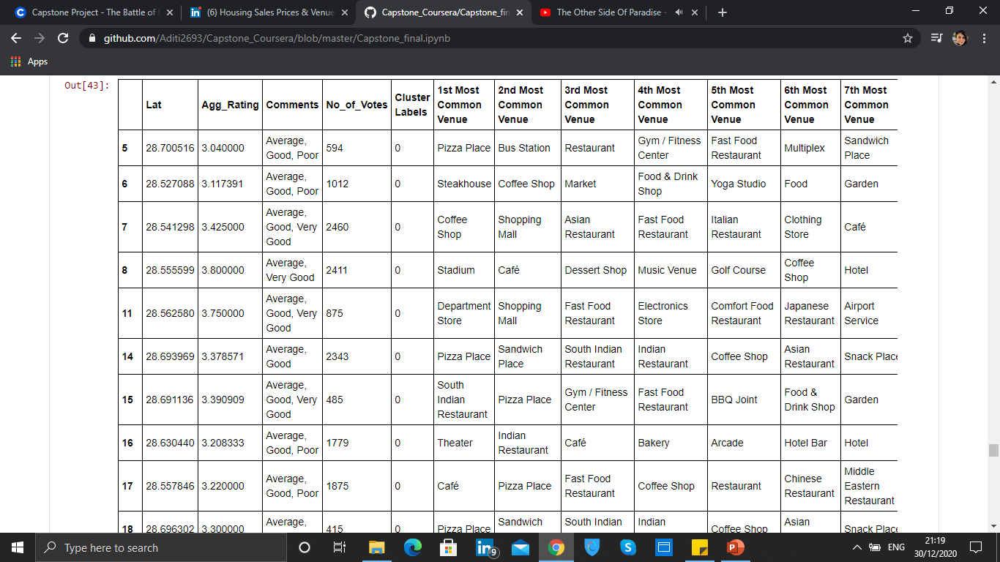 Capstone Project - The Battle of
(6) Housing Sales Prices & Venue
Capstone_Coursera/Capstone_fin
The Other Side Of Paradise -
github.com/Aditi2693/Capstone_Coursera/blob/master/Capstone_final.ipynb
Apps
Out[43]:
Lat Agg_Rating Comments No_of_Votes Cluster Labels 1st Most Common Venue 2nd Most Common Venue 3rd Most Common Venue 4th Most Common Venue 5th Most Common Venue 6th Most Common Venue 7th Most Common Venue
5 28.700516 3.040000 Average, Good, Poor 594 0 Pizza Place Bus Station Restaurant Gym / Fitness Center Fast Food Restaurant Multiplex Sandwich Place
6 28.527088 3.117391 Average, Good, Poor 1012 0 Steakhouse Coffee Shop Market Food & Drink Shop Yoga Studio Food Garden
7 28.541298 3.425000 Average, Good, Very Good 2460 0 Coffee Shop Shopping Mall Asian Restaurant Fast Food Restaurant Italian Restaurant Clothing Store Café
8 28.555599 3.800000 Average, Very Good 2411 0 Stadium Café Dessert Shop Music Venue Golf Course Coffee Shop Hotel
11 28.562580 3.750000 Average, Good, Very Good 875 0 Department Store Shopping Mall Fast Food Restaurant Electronics Store Comfort Food Restaurant Japanese Restaurant Airport Service
14 28.693969 3.378571 Average, Good 2343 0 Pizza Place Sandwich Place South Indian Restaurant Indian Restaurant Coffee Shop Asian Restaurant Snack Place
15 28.691136 3.390909 Average, Good, Very Good 485 0 South Indian Restaurant Pizza Place Gym / Fitness Center Fast Food Restaurant BBQ Joint Food & Drink Shop Garden
16 28.630440 3.208333 Average, Good, Poor 1779 0 Theater Indian Restaurant Café Bakery Arcade Hotel Bar Hotel
17 28.557846 3.220000 Average, Good, Poor 1875 0 Café Pizza Place Fast Food Restaurant Coffee Shop Restaurant Chinese Restaurant Middle Eastern Restaurant
18 28.696302 3.300000 Average, 415 0 Pizza Place Sandwich South Indian Indian Coffee Shop Asian Snack Place
Type here to search
9
ENG
21:19
30/12/2020